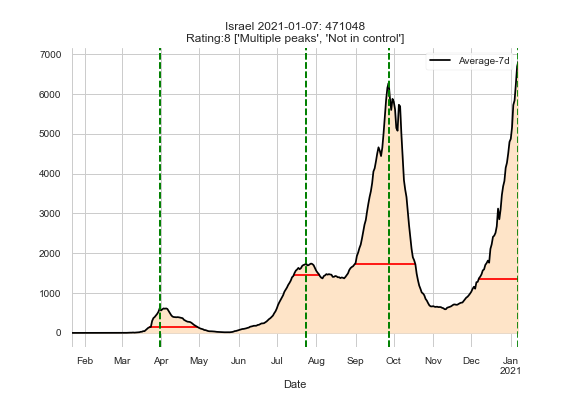 Israel 2021-01-07: 471048
Rating:8 ['Multiple peaks', 'Not in control']
Average-7d
7000
6000
5000
4000
3000
2000
1000
0
Feb Mar Apr May Jun Jul Aug Sep Oct Nov Dec Jan
2021
Date